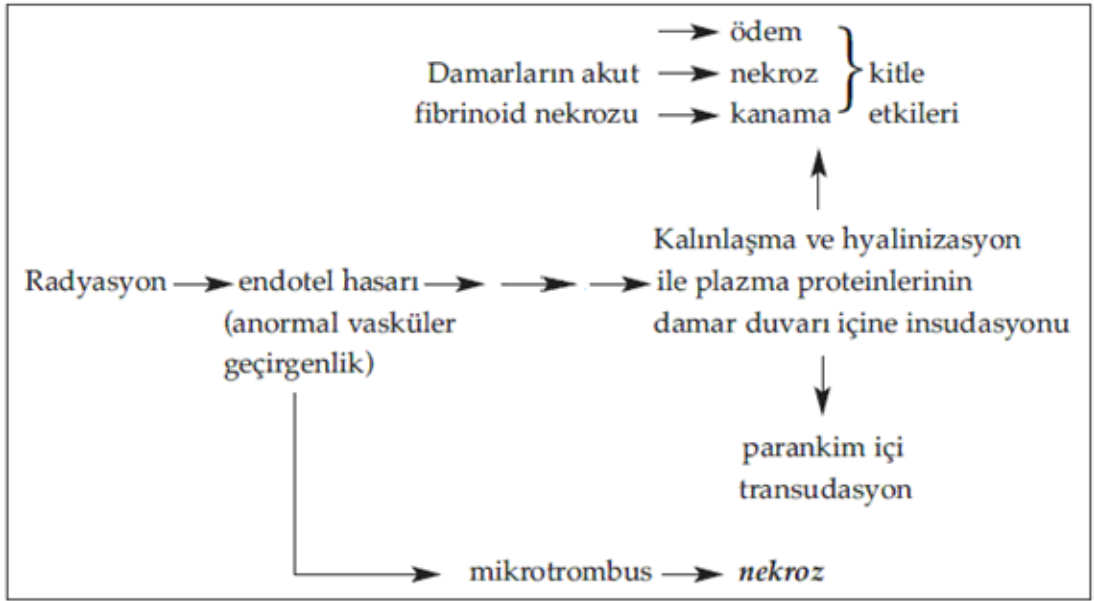 ödem
Damarların akut nekroz kitle
fibrinoid nekrozu kanama etkileri
Kalınlaşma ve hyalinizasyon
Radyasyon endotel hasarı ile plazma proteinlerinin
(anormal vasküler damar duvarı içine insudasyonu
geçirgenlik)
parankim içi
transudasyon
mikrotrombus nekroz